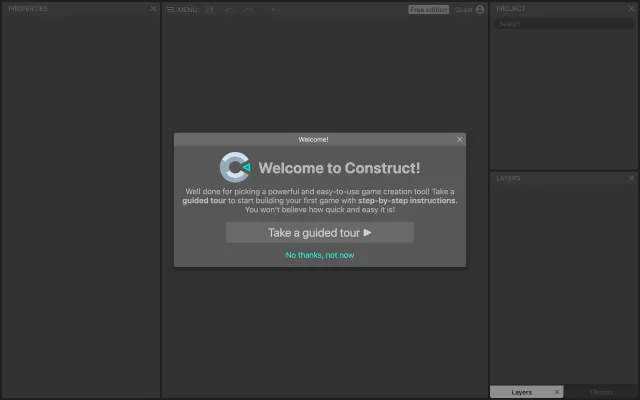 PROPERTIES
MENU
Free edition
Guest
PROJECT
Search
Welcome!
Welcome to Construct!
Well done for picking a powerful and easy-to-use game creation tool! Take a
guided tour to start building your first game with step-by-step instructions.
You won't believe how quick and easy it is!
Take a guided tour
No thanks, not now
LAYERS
Layers
Tilemap